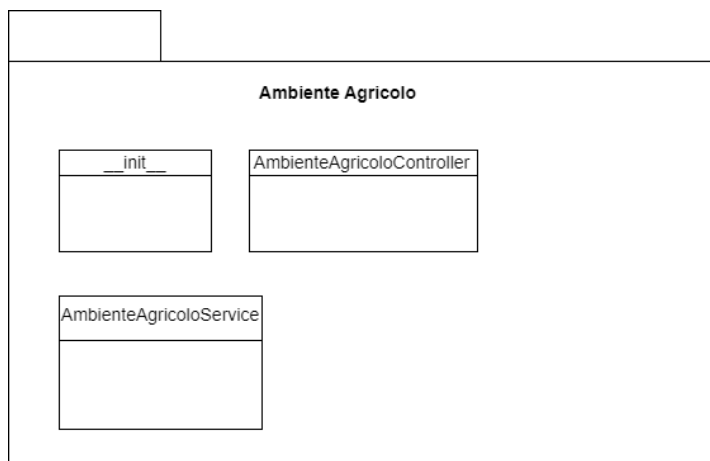 Ambiente Agricolo
__init__
AmbienteAgricoloController
AmbienteAgricoloService